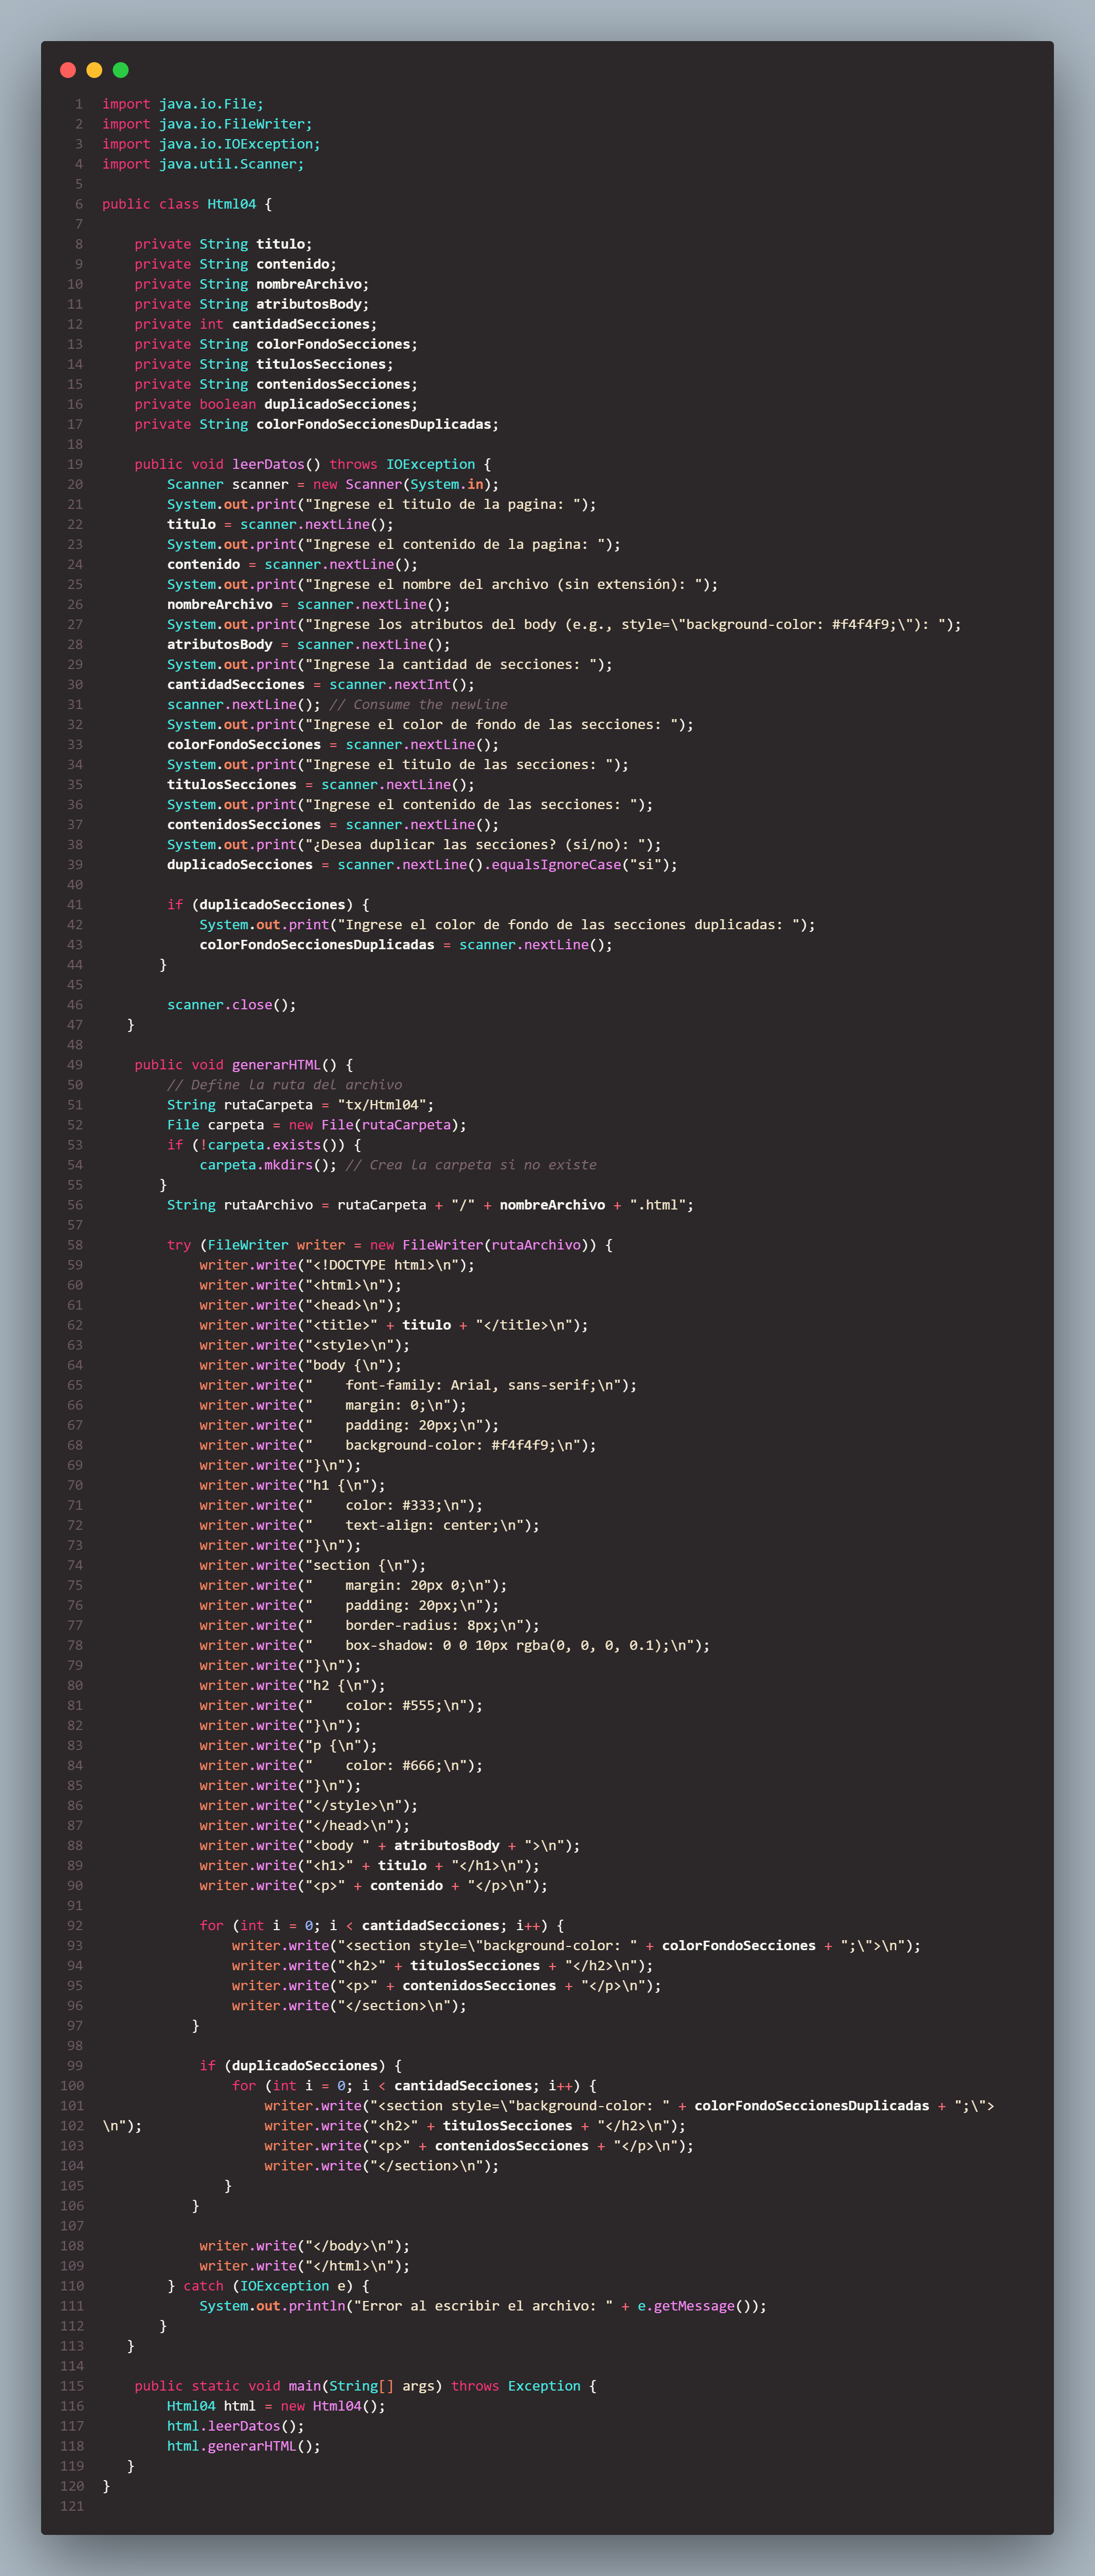 1 import java.io.File;
2 import java.io.FileWriter;
3 import java.io.IOException;
4 import java.util.Scanner;
5
6 public class Html04 {
7
8     private String titulo;
9     private String contenido;
10     private String nombreArchivo;
11     private String atributosBody;
12     private int cantidadSecciones;
13     private String colorFondoSecciones;
14     private String titulosSecciones;
15     private String contenidosSecciones;
16     private boolean duplicadoSecciones;
17     private String colorFondoSeccionesDuplicadas;
18
19     public void leerDatos() throws IOException {
20         Scanner scanner = new Scanner(System.in);
21         System.out.print("Ingrese el titulo de la pagina: ");
22         titulo = scanner.nextLine();
23         System.out.print("Ingrese el contenido de la pagina: ");
24         contenido = scanner.nextLine();
25         System.out.print("Ingrese el nombre del archivo (sin extensión): ");
26         nombreArchivo = scanner.nextLine();
27         System.out.print("Ingrese los atributos del body (e.g., style=\"background-color: #f4f4f9;\"): ");
28         atributosBody = scanner.nextLine();
29         System.out.print("Ingrese la cantidad de secciones: ");
30         cantidadSecciones = scanner.nextInt();
31         scanner.nextLine(); // Consume the newline
32         System.out.print("Ingrese el color de fondo de las secciones: ");
33         colorFondoSecciones = scanner.nextLine();
34         System.out.print("Ingrese el titulo de las secciones: ");
35         titulosSecciones = scanner.nextLine();
36         System.out.print("Ingrese el contenido de las secciones: ");
37         contenidosSecciones = scanner.nextLine();
38         System.out.print("¿Desea duplicar las secciones? (si/no): ");
39         duplicadoSecciones = scanner.nextLine().equalsIgnoreCase("si");
40
41         if (duplicadoSecciones) {
42             System.out.print("Ingrese el color de fondo de las secciones duplicadas: ");
43             colorFondoSeccionesDuplicadas = scanner.nextLine();
44         }
45
46         scanner.close();
47     }
48
49     public void generarHTML() {
50         // Define la ruta del archivo
51         String rutaCarpeta = "tx/Html04";
52         File carpeta = new File(rutaCarpeta);
53         if (!carpeta.exists()) {
54             carpeta.mkdirs(); // Crea la carpeta si no existe
55         }
56         String rutaArchivo = rutaCarpeta + "/" + nombreArchivo + ".html";
57
58         try (FileWriter writer = new FileWriter(rutaArchivo)) {
59             writer.write("<!DOCTYPE html>\n");
60             writer.write("<html>\n");
61             writer.write("<head>\n");
62             writer.write("<title>" + titulo + "</title>\n");
63             writer.write("<style>\n");
64             writer.write("body {\n");
65             writer.write("    font-family: Arial, sans-serif;\n");
66             writer.write("    margin: 0;\n");
67             writer.write("    padding: 20px;\n");
68             writer.write("    background-color: #f4f4f9;\n");
69             writer.write("}\n");
70             writer.write("h1 {\n");
71             writer.write("    color: #333;\n");
72             writer.write("    text-align: center;\n");
73             writer.write("}\n");
74             writer.write("section {\n");
75             writer.write("    margin: 20px 0;\n");
76             writer.write("    padding: 20px;\n");
77             writer.write("    border-radius: 8px;\n");
78             writer.write("    box-shadow: 0 0 10px rgba(0, 0, 0, 0.1);\n");
79             writer.write("}\n");
80             writer.write("h2 {\n");
81             writer.write("    color: #555;\n");
82             writer.write("}\n");
83             writer.write("p {\n");
84             writer.write("    color: #666;\n");
85             writer.write("}\n");
86             writer.write("</style>\n");
87             writer.write("</head>\n");
88             writer.write("<body " + atributosBody + ">\n");
89             writer.write("<h1>" + titulo + "</h1>\n");
90             writer.write("<p>" + contenido + "</p>\n");
91
92             for (int i = 0; i < cantidadSecciones; i++) {
93                 writer.write("<section style=\"background-color: " + colorFondoSecciones + ";\">\n");
94                 writer.write("<h2>" + titulosSecciones + "</h2>\n");
95                 writer.write("<p>" + contenidosSecciones + "</p>\n");
96                 writer.write("</section>\n");
97             }
98
99             if (duplicadoSecciones) {
100                 for (int i = 0; i < cantidadSecciones; i++) {
101                     writer.write("<section style=\"background-color: " + colorFondoSeccionesDuplicadas + ";\">
102 \n");                writer.write("<h2>" + titulosSecciones + "</h2>\n");
103                     writer.write("<p>" + contenidosSecciones + "</p>\n");
104                     writer.write("</section>\n");
105                 }
106             }
107
108             writer.write("</body>\n");
109             writer.write("</html>\n");
110         } catch (IOException e) {
111             System.out.println("Error al escribir el archivo: " + e.getMessage());
112         }
113     }
114
115     public static void main(String[] args) throws Exception {
116         Html04 html = new Html04();
117         html.leerDatos();
118         html.generarHTML();
119     }
120 }
121